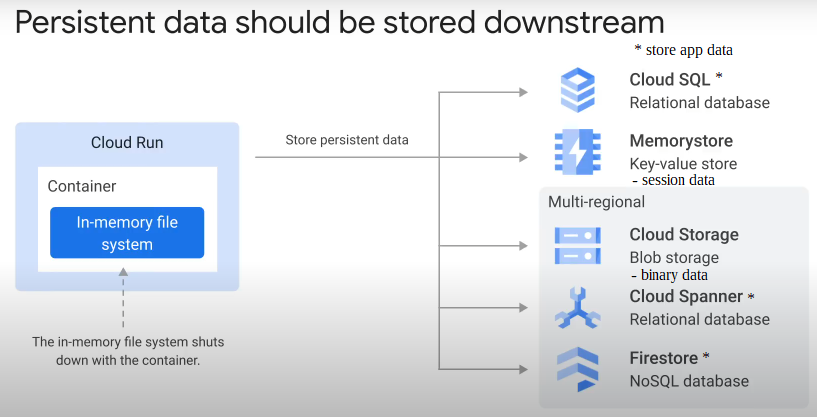 Persistent data should be stored downstream
* store app data
Cloud SQL *
Relational database
Cloud Run
Store persistent data
Memorystore
Key-value store
- session data
Container
In-memory file
system
Multi-regional
Cloud Storage
Blob storage
- binary data
Cloud Spanner *
Relational database
The in-memory file system shuts
down with the container.
Firestore *
NoSQL database